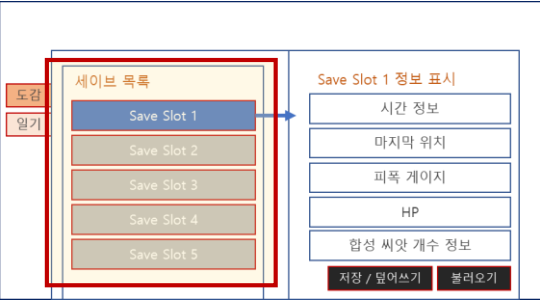 도감
일기
세이브 목록
Save Slot 1
Save Slot 2
Save Slot 3
Save Slot 4
Save Slot 5
Save Slot 1 정보 표시
시간 정보
마지막 위치
피폭 게이지
HP
합성 씨앗 개수 정보
저장 / 덮어쓰기
불러오기